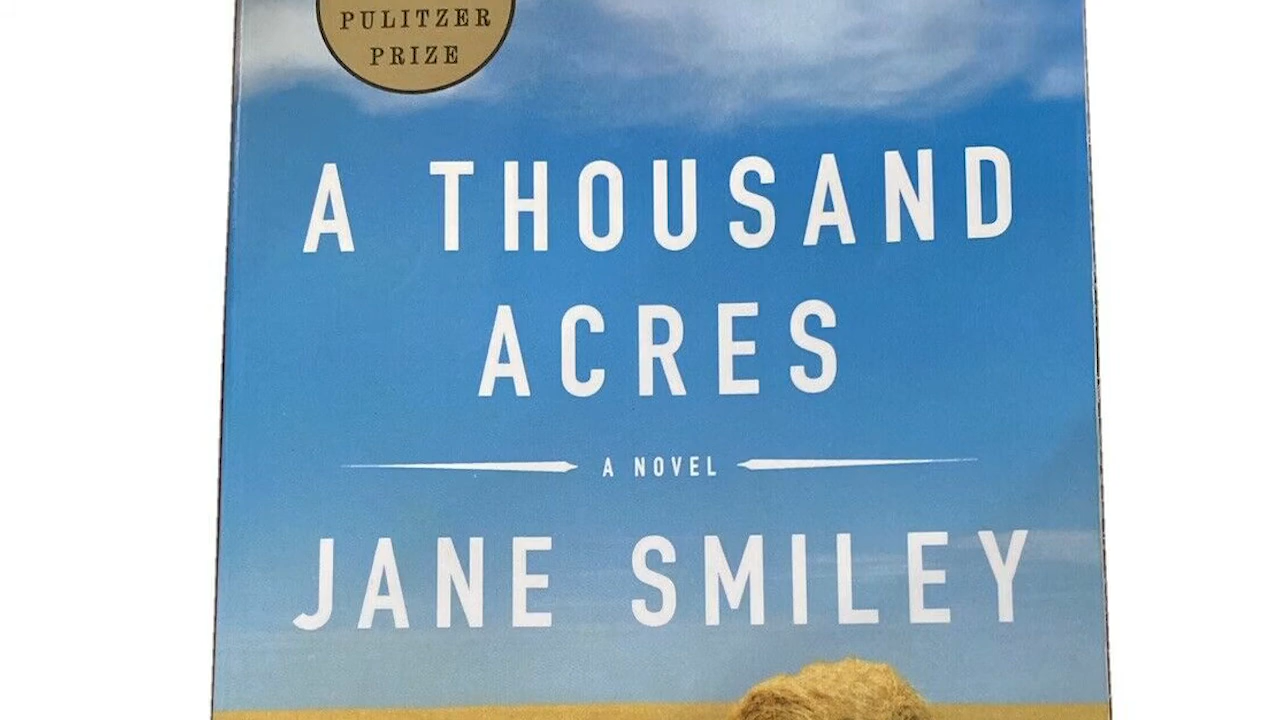 PULITZER
PRIZE
A THOUSAND
ACRES
A NOVEL
JANE SMILEY